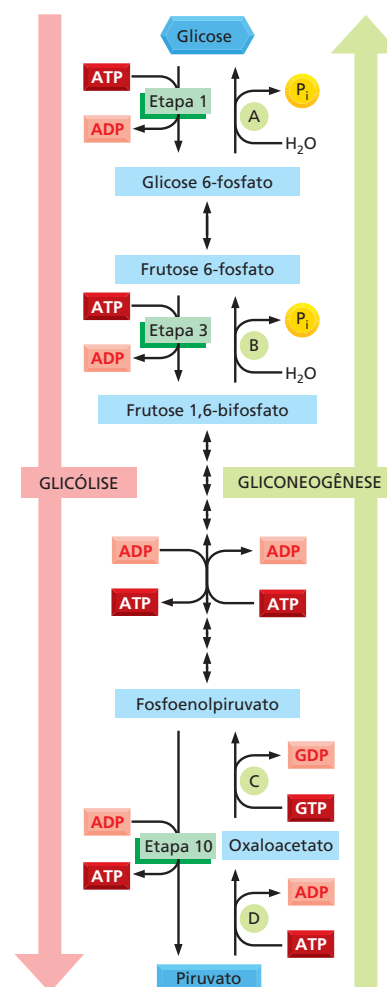 Glicose
ATP
Etapa 1
ADP
Pi
A
H2O
Glicose 6-fosfato
Frutose 6-fosfato
ATP
Etapa 3
ADP
Pi
B
H2O
Frutose 1,6-bifosfato
GLICÓLISE
GLICONEOGÊNESE
ADP
ADP
ATP
ATP
Fosfoenolpiruvato
GDP
C
GTP
ADP
Etapa 10
Oxaloacetato
ATP
ADP
D
ATP
Piruvato